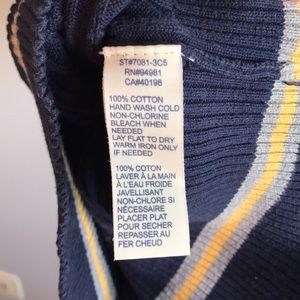 ST#7081-3C5
RN#94981
CA#40198
100% COTTON
HAND WASH COLD
NON-CHLORINE
BLEACH WHEN
NEEDED
LAY FLAT TO DRY
WARM IRON ONLY
IF NEEDED
100% COTON
LAVER À LA MAIN
À L'EAU FROIDE
JAVELLISANT
NON-CHLORE SI
NÉCESSAIRE
PLACER PLAT
POUR SECHER
REPASSER AU
FER CHEUD